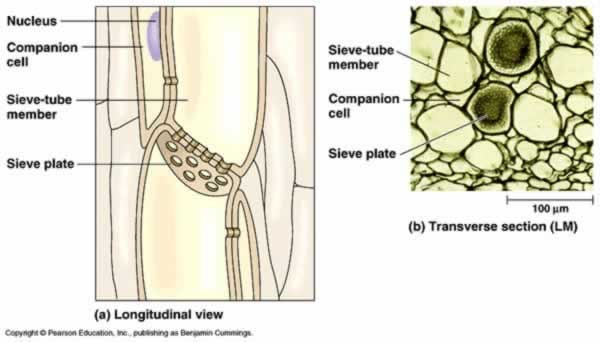 Nucleus
Companion
cell
Sieve-tube
member
Sieve plate
(a) Longitudinal view
Sieve-tube
member
Companion
cell
Sieve plate
100 µm
(b) Transverse section (LM)
Copyright © Pearson Education, Inc., publishing as Benjamin Cummings.